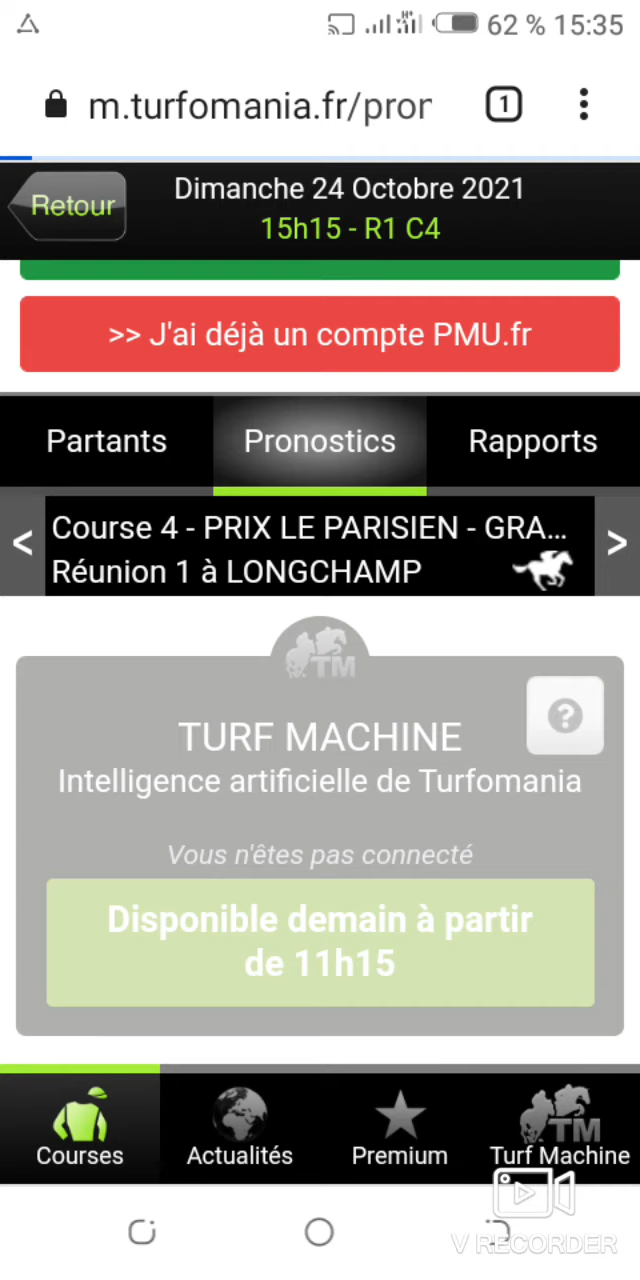 62 % 15:35
m.turfomania.fr/pror
1
Retour
Dimanche 24 Octobre 2021
15h15 - R1 C4
>> J'ai déjà un compte PMU.fr
Partants
Pronostics
Rapports
< Course 4 - PRIX LE PARISIEN - GRA... >
Réunion 1 à LONGCHAMP
TM
?
TURF MACHINE
Intelligence artificielle de Turfomania
Vous n'êtes pas connecté
Disponible demain à partir
de 11h15
TM
Courses
Actualités
Premium
Turf Machine
V RECORDER